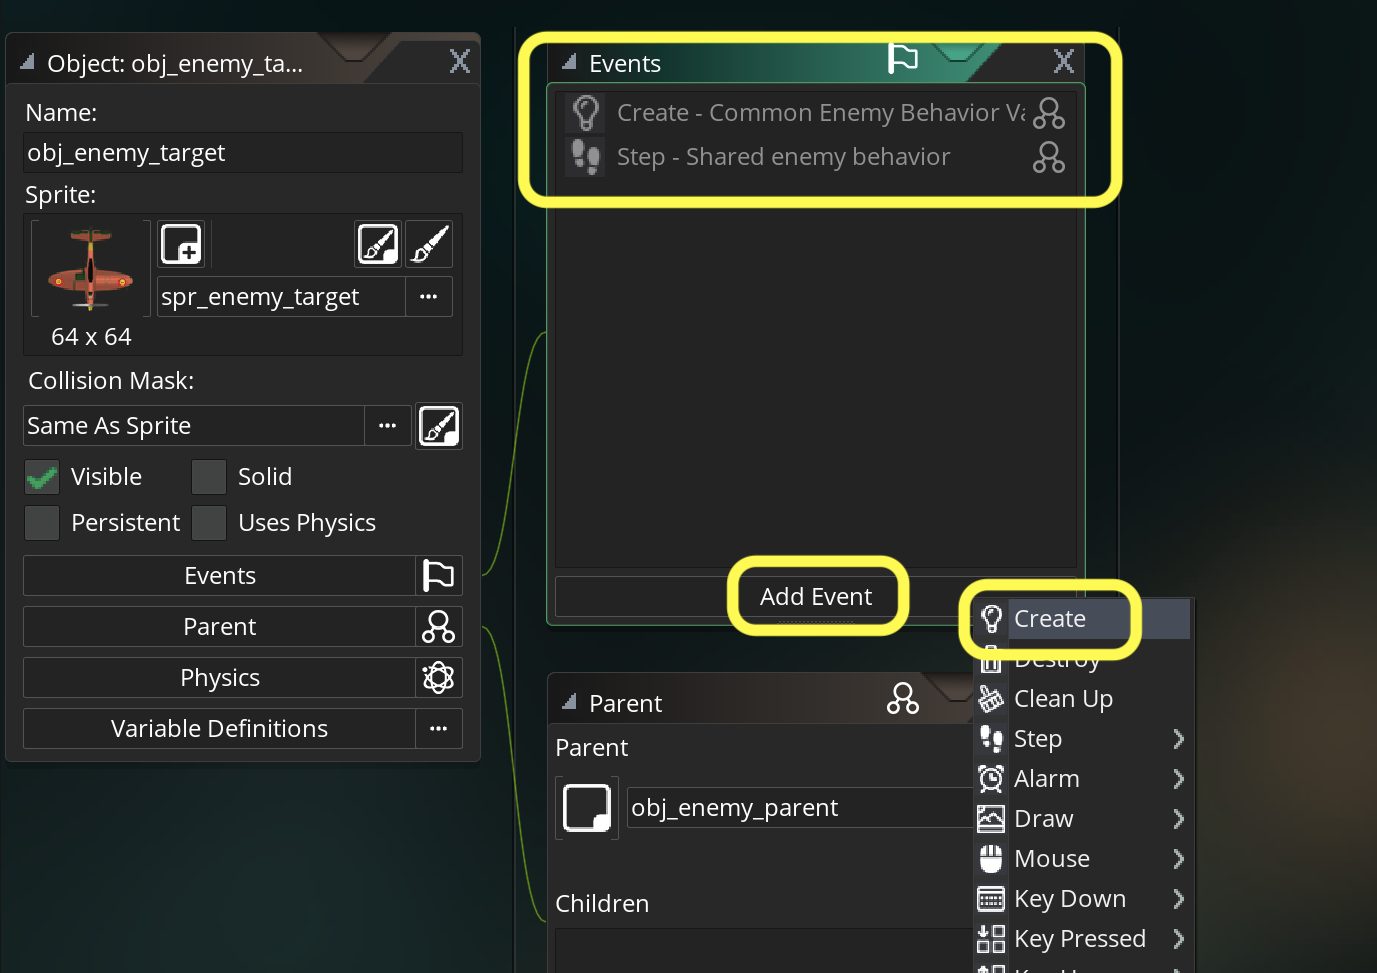 Object: obj_enemy_ta...
Name:
obj_enemy_target
Sprite:
spr_enemy_target
...
64 x 64
Collision Mask:
Same As Sprite
...
Visible
Solid
Persistent
Uses Physics
Events
Parent
Physics
Variable Definitions
...
Events
Create - Common Enemy Behavior Va
Step - Shared enemy behavior
Add Event
Parent
Parent
obj_enemy_parent
Children
Create
Destroy
Clean Up
Step
Alarm
Draw
Mouse
Key Down
Key Pressed